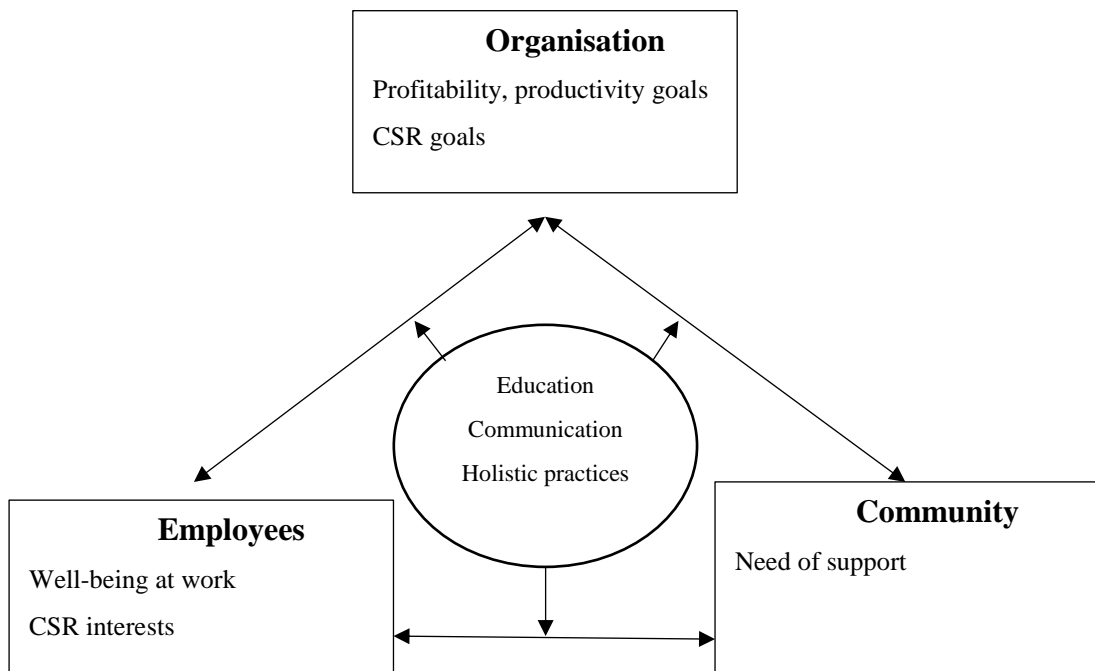 Organisation
Profitability, productivity goals
CSR goals
Education
Communication
Holistic practices
Employees
Well-being at work
CSR interests
Community
Need of support